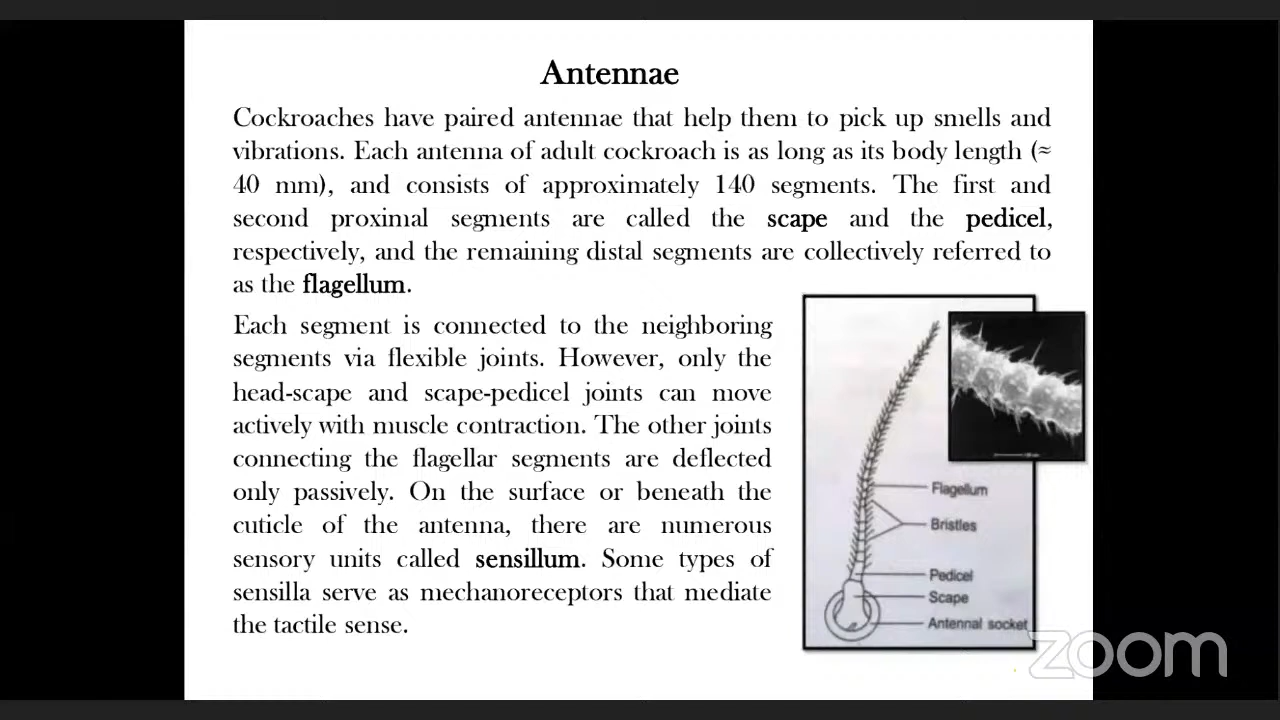 Antennae
Cockroaches have paired antennae that help them to pick up smells and
vibrations. Each antenna of adult cockroach is as long as its body length (≈
40 mm), and consists of approximately 140 segments. The first and
second proximal segments are called the scape and the pedicel,
respectively, and the remaining distal segments are collectively referred to
as the flagellum.
Each segment is connected to the neighboring
segments via flexible joints. However, only the
head-scape and scape-pedicel joints can move
actively with muscle contraction. The other joints
connecting the flagellar segments are deflected
only passively. On the surface or beneath the
cuticle of the antenna, there are numerous
sensory units called sensillum. Some types of
sensilla serve as mechanoreceptors that mediate
the tactile sense.
Flagellum
Bristles
Pedicel
Scape
Antennal socket
zoom